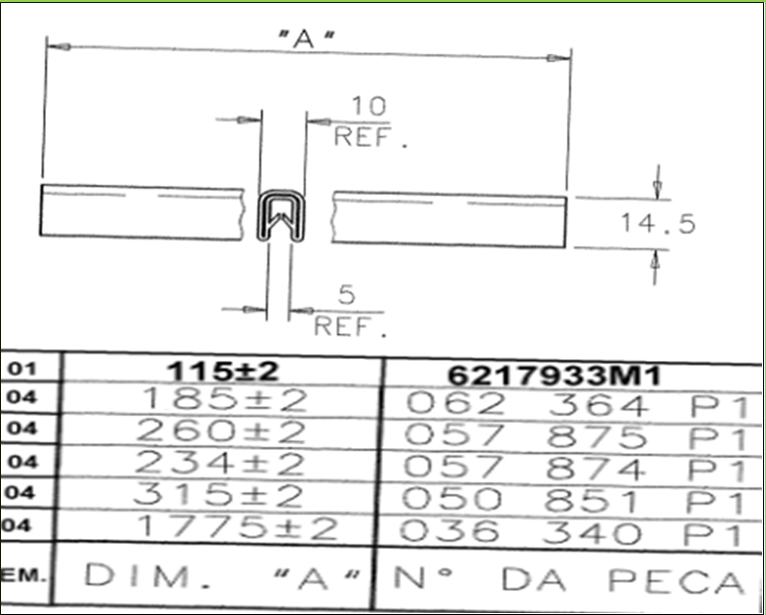 "A"
10
REF.
14.5
5
REF.
01 115±2 6217933M1
04 185±2 062 364 P1
04 260±2 057 875 P1
04 234±2 057 874 P1
04 315±2 050 851 P1
04 1775±2 036 340 P1
EM. DIM. "A" Nº DA PECA